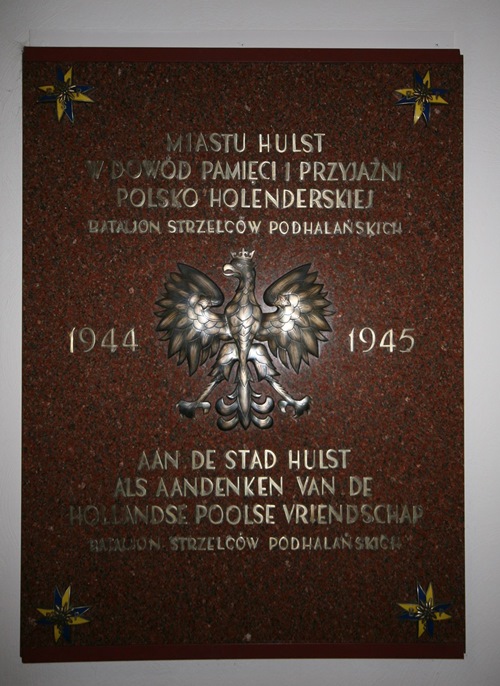 MIASTU HULST
W DOWÓD PAMIĘCI I PRZYJAŹNI
POLSKO HOLENDERSKIEJ
BATALJON STRZELCÓW PODHALAŃSKICH
1944 1945
AAN DE STAD HULST
ALS AANDENKEN VAN DE
HOLLANDSE POOLSE VRIENDSCHAP
BATALJON STRZELCÓW PODHALAŃSKICH